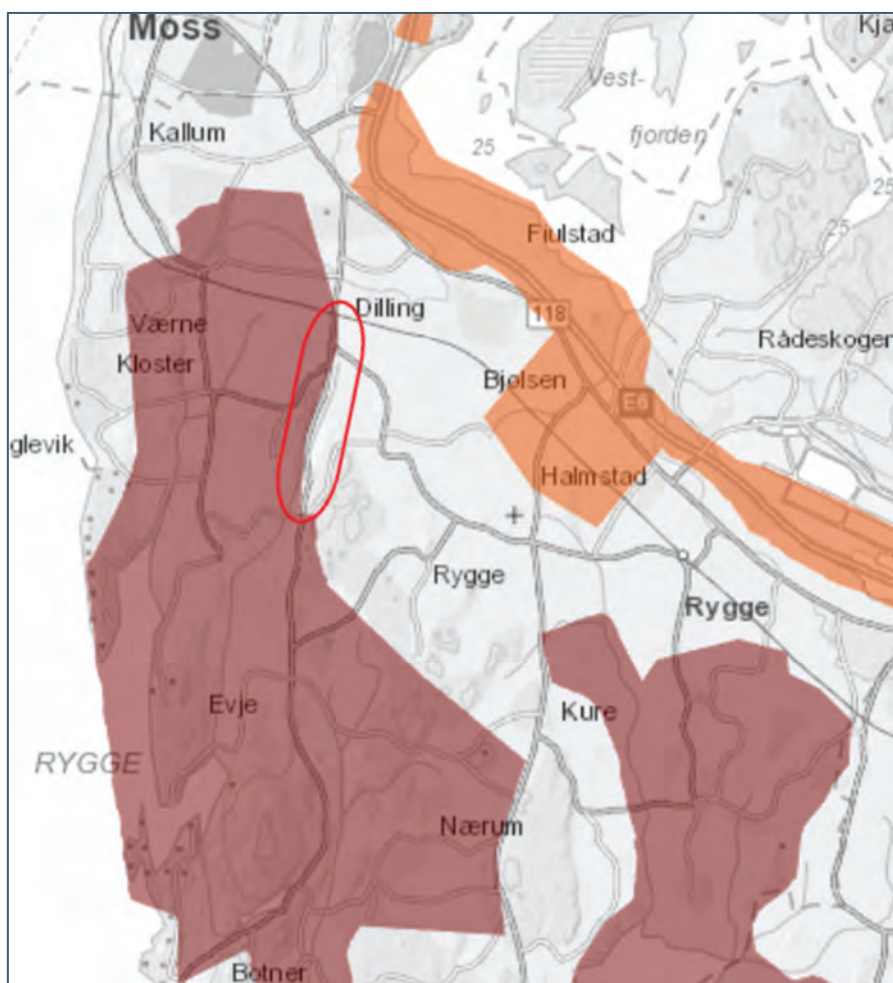 Moss
Kja
Vest-
Kallum
fjorden
25
25
Fiulstad
25
Dilling
118
Værne
Kloster
Rådeskogen
Bjølsen
E6
glevik
Halmstad
Rygge
Rygge
Evje
Kure
RYGGE
Nærum
Botner